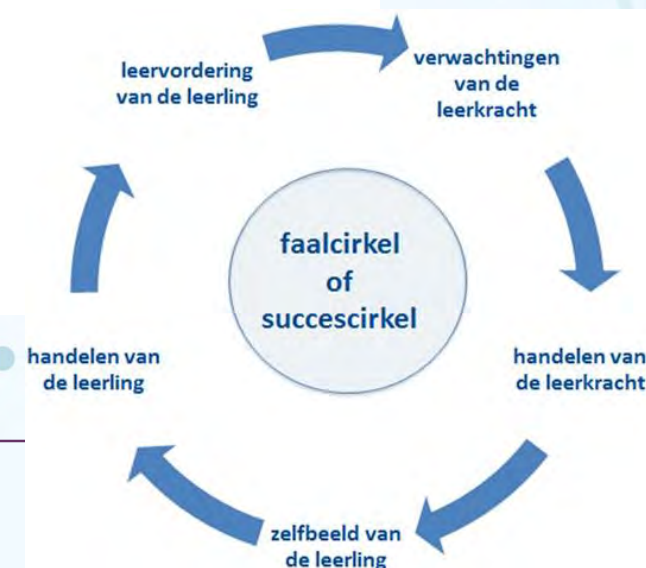 leervordering
van de leerling
verwachtingen
van de
leerkracht
faalcirkel
of
succescirkel
handelen van
de leerling
handelen van
de leerkracht
zelfbeeld van
de leerling